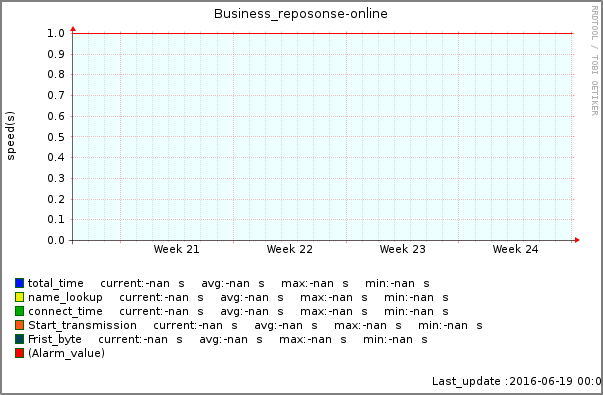 Business_reposonse-online
RRDTOOL / TOBI OETIKER
speed(s)
1.0
0.9
0.8
0.7
0.6
0.5
0.4
0.3
0.2
0.1
0.0
Week 21 Week 22 Week 23 Week 24
total_time current:-nan s avg:-nan s max:-nan s min:-nan s
name_lookup current:-nan s avg:-nan s max:-nan s min:-nan s
connect_time current:-nan s avg:-nan s max:-nan s min:-nan s
Start_transmission current:-nan s avg:-nan s max:-nan s min:-nan s
Frist_byte current:-nan s avg:-nan s max:-nan s min:-nan s
(Alarm_value)
Last_update :2016-06-19 00:0